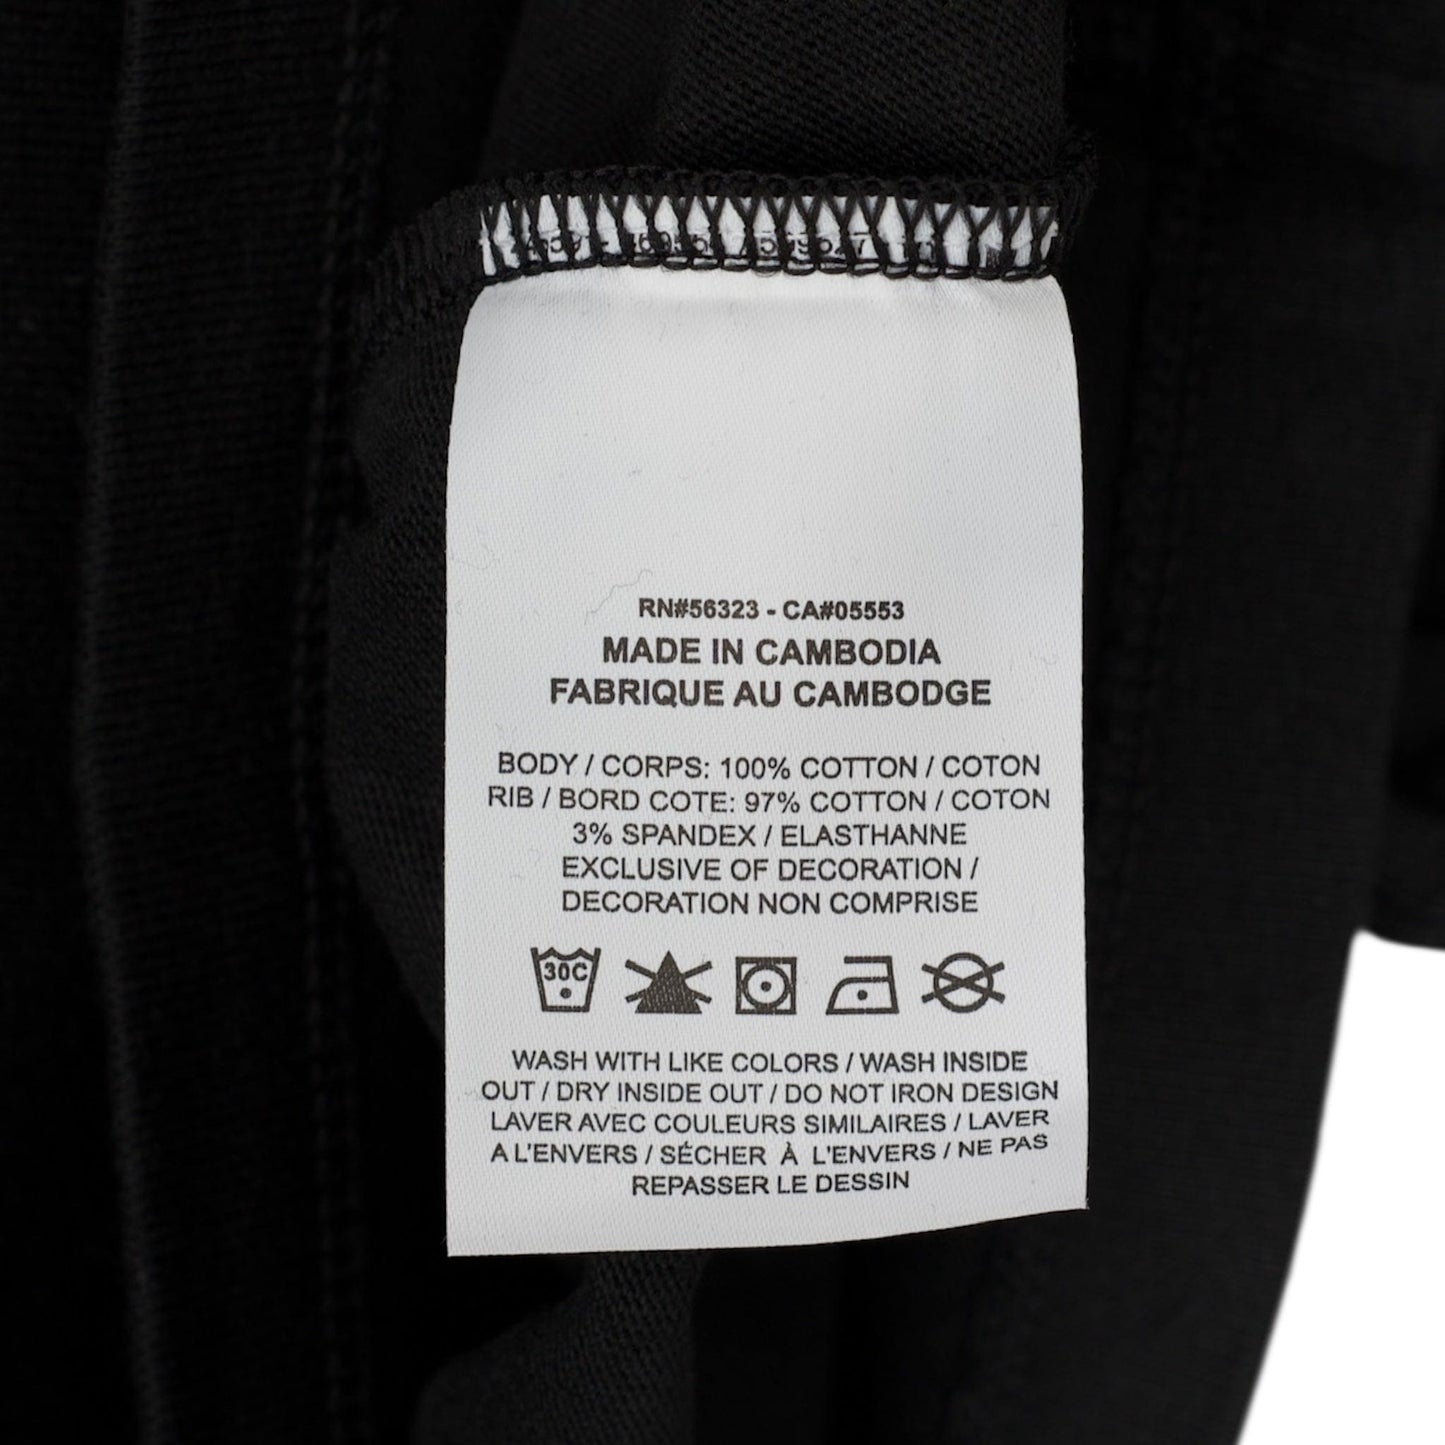 RN#56323 - CA#05553
MADE IN CAMBODIA
FABRIQUE AU CAMBODGE
BODY / CORPS: 100% COTTON / COTON
RIB / BORD COTE: 97% COTTON / COTON
3% SPANDEX / ELASTHANNE
EXCLUSIVE OF DECORATION /
DECORATION NON COMPRISE
30C
WASH WITH LIKE COLORS / WASH INSIDE
OUT / DRY INSIDE OUT / DO NOT IRON DESIGN
LAVER AVEC COULEURS SIMILAIRES / LAVER
A L'ENVERS / SÉCHER À L'ENVERS / NE PAS
REPASSER LE DESSIN